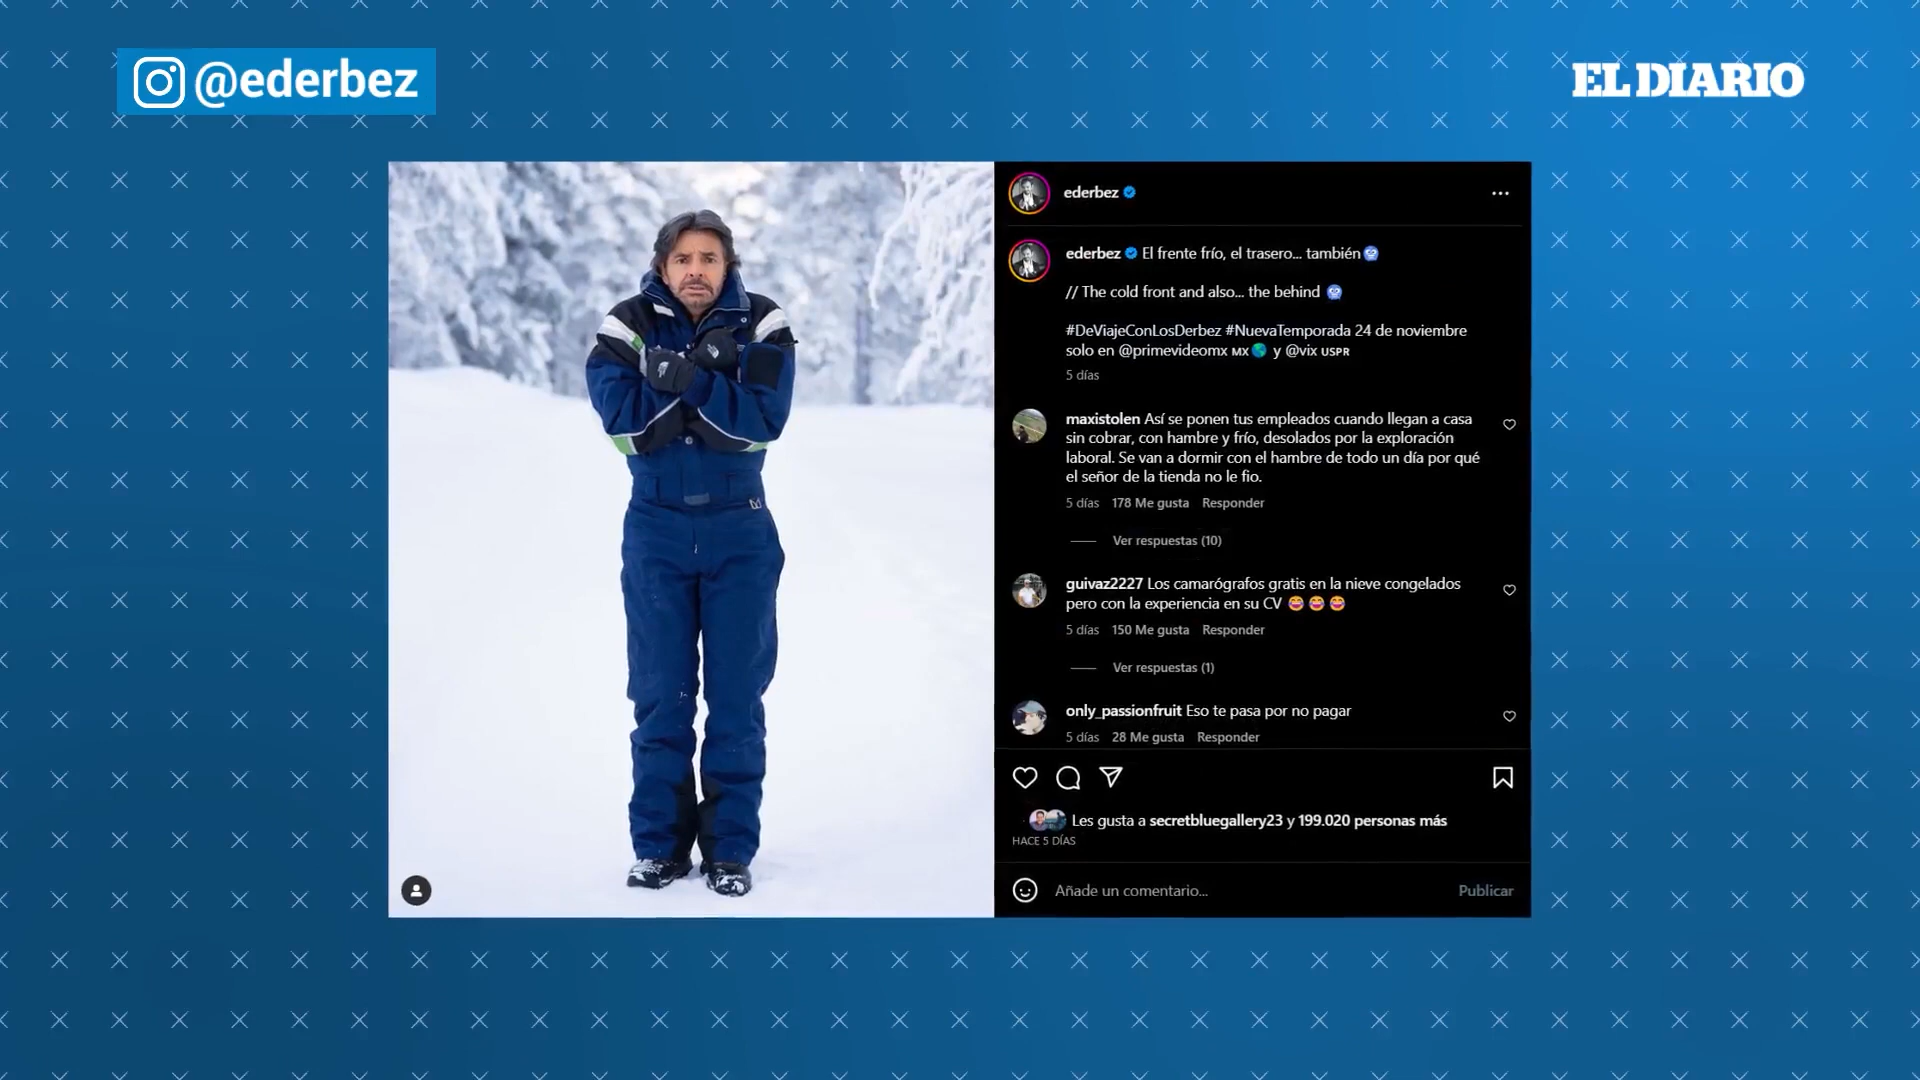 @ederbez
EL DIARIO
ederbez
ederbez El frente frío, el trasero... también
// The cold front and also... the behind
#DeViajeConLosDerbez #NuevaTemporada 24 de noviembre
solo en @primevideomx MX y @vix USPR
5 días
maxistolen Así se ponen tus empleados cuando llegan a casa
sin cobrar, con hambre y frío, desolados por la exploración
laboral. Se van a dormir con el hambre de todo un día por qué
el señor de la tienda no le fio.
5 días 178 Me gusta Responder
Ver respuestas (10)
guivaz2227 Los camarógrafos gratis en la nieve congelados
pero con la experiencia en su CV 😂😂😂
5 días 150 Me gusta Responder
Ver respuestas (1)
only_passionfruit Eso te pasa por no pagar
5 días 28 Me gusta Responder
Les gusta a secretbluegallery23 y 199.020 personas más
HACE 5 DÍAS
Añade un comentario...
Publicar